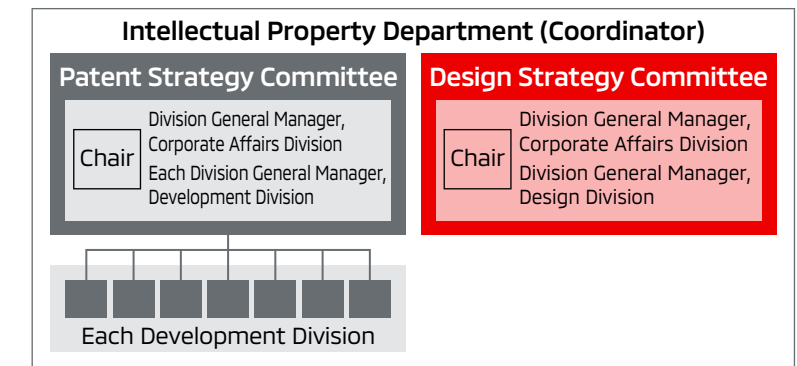 Intellectual Property Department (Coordinator)
Patent Strategy Committee
Chair
Division General Manager,
Corporate Affairs Division
Each Division General Manager,
Development Division
Each Development Division
Design Strategy Committee
Chair
Division General Manager,
Corporate Affairs Division
Division General Manager,
Design Division